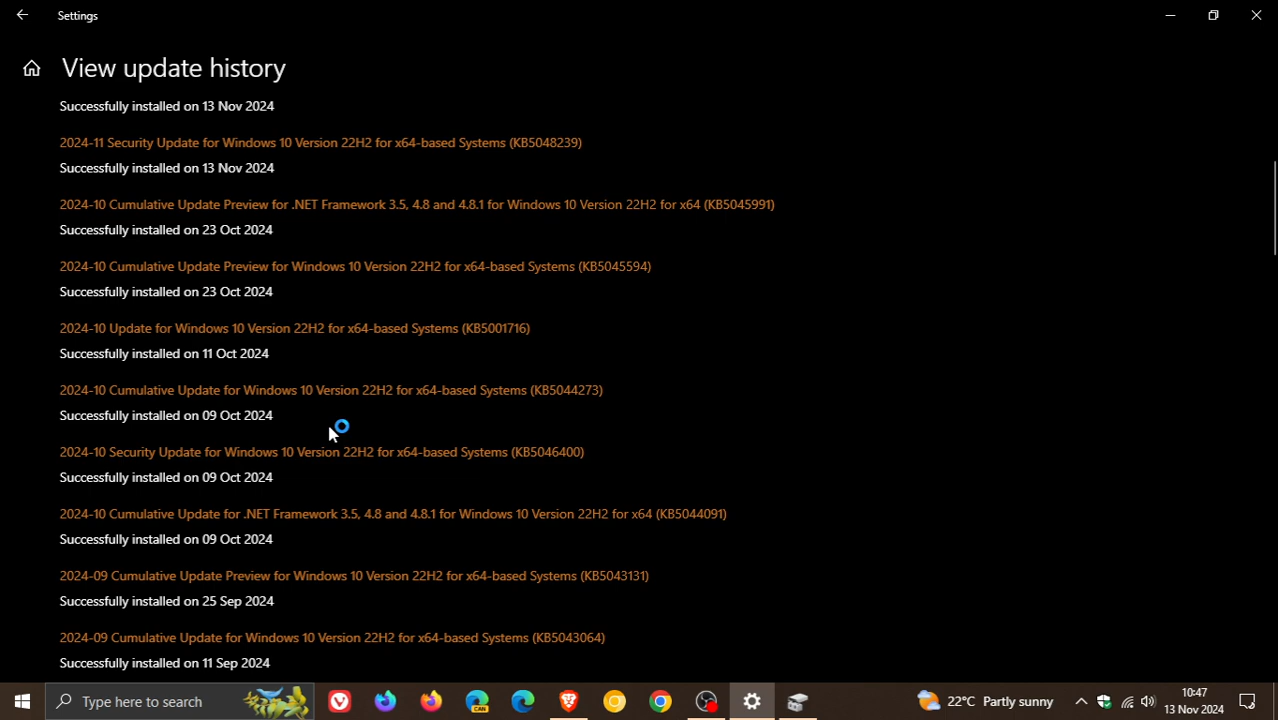 Settings
View update history
Successfully installed on 13 Nov 2024
2024-11 Security Update for Windows 10 Version 22H2 for x64-based Systems (KB5048239)
Successfully installed on 13 Nov 2024
2024-10 Cumulative Update Preview for .NET Framework 3.5, 4.8 and 4.8.1 for Windows 10 Version 22H2 for x64 (KB5045991)
Successfully installed on 23 Oct 2024
2024-10 Cumulative Update Preview for Windows 10 Version 22H2 for x64-based Systems (KB5045594)
Successfully installed on 23 Oct 2024
2024-10 Update for Windows 10 Version 22H2 for x64-based Systems (KB5001716)
Successfully installed on 11 Oct 2024
2024-10 Cumulative Update for Windows 10 Version 22H2 for x64-based Systems (KB5044273)
Successfully installed on 09 Oct 2024
2024-10 Security Update for Windows 10 Version 22H2 for x64-based Systems (KB5046400)
Successfully installed on 09 Oct 2024
2024-10 Cumulative Update for .NET Framework 3.5, 4.8 and 4.8.1 for Windows 10 Version 22H2 for x64 (KB5044091)
Successfully installed on 09 Oct 2024
2024-09 Cumulative Update Preview for Windows 10 Version 22H2 for x64-based Systems (KB5043131)
Successfully installed on 25 Sep 2024
2024-09 Cumulative Update for Windows 10 Version 22H2 for x64-based Systems (KB5043064)
Successfully installed on 11 Sep 2024
Type here to search
CAN
22°C Partly sunny
10:47
13 Nov 2024